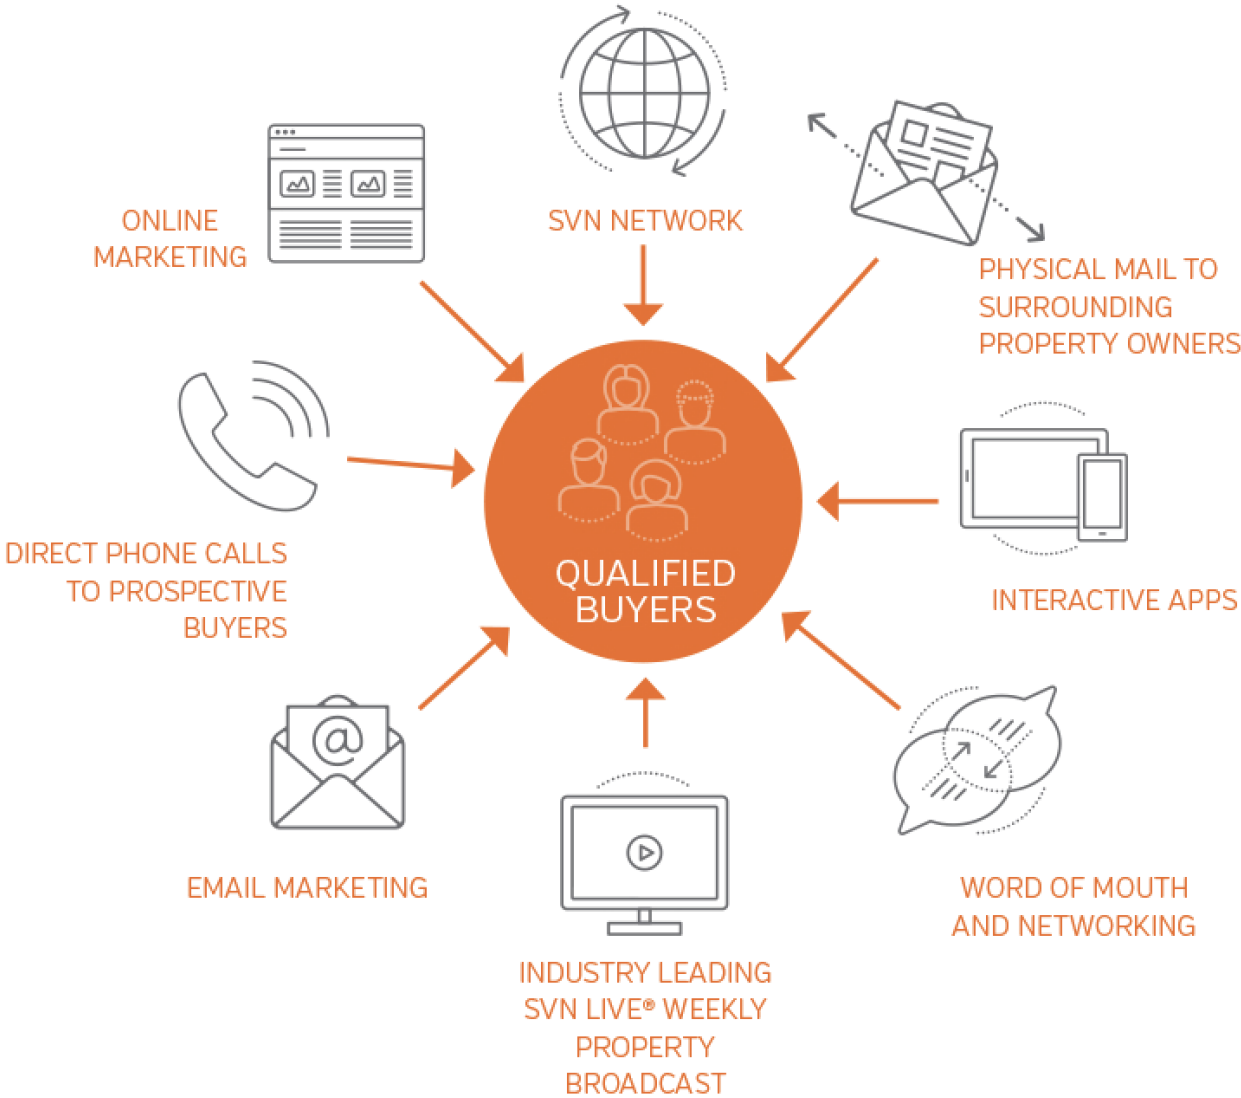 SVN NETWORK
ONLINE
MARKETING
PHYSICAL MAIL TO
SURROUNDING
PROPERTY OWNERS
DIRECT PHONE CALLS
TO PROSPECTIVE
BUYERS
QUALIFIED
BUYERS
INTERACTIVE APPS
@
EMAIL MARKETING
WORD OF MOUTH
AND NETWORKING
INDUSTRY LEADING
SVN LIVE® WEEKLY
PROPERTY
BROADCAST